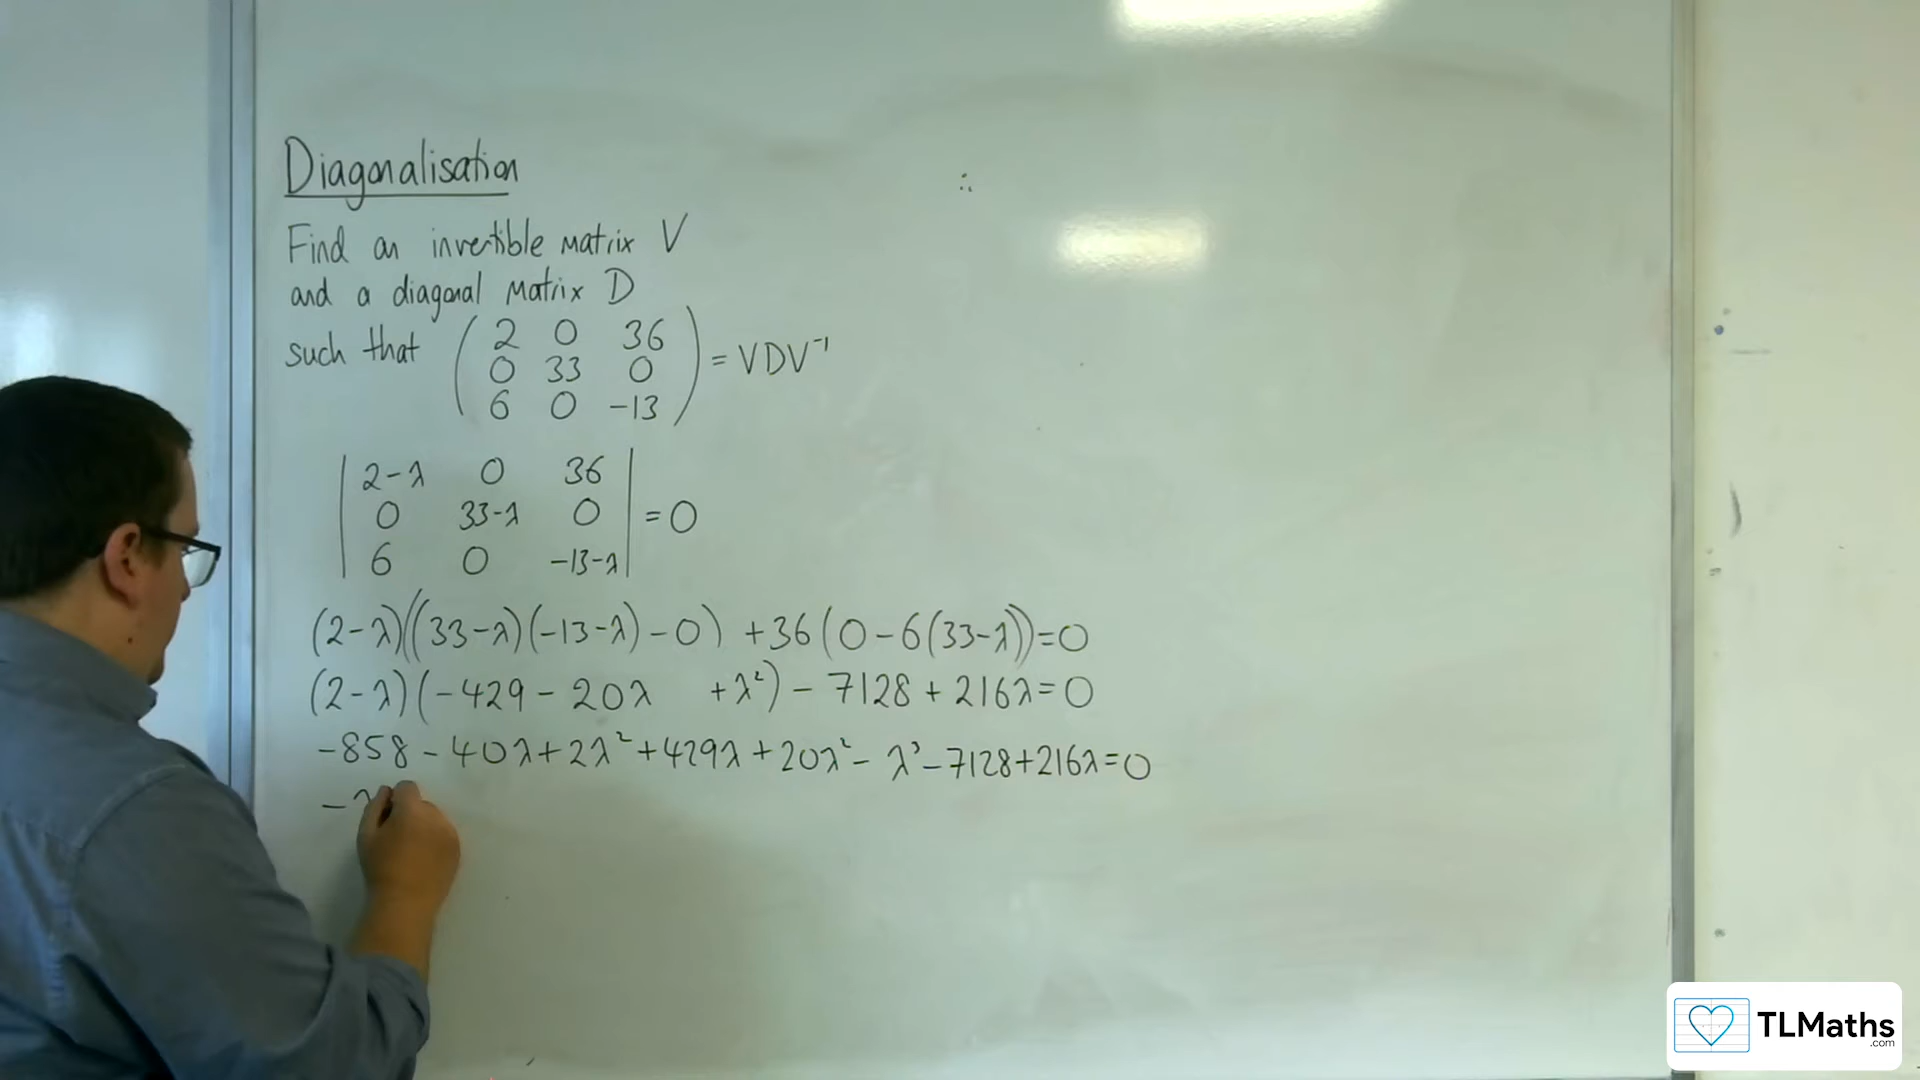 Diagonalisation
Find an invertible matrix V
and a diagonal matrix D
such that ( 2 0 36 ) = VDV⁻¹
0 33 0
6 0 -13
| 2-λ 0 36 | = 0
0 33-λ 0
6 0 -13-λ
(2-λ)((33-λ)(-13-λ)-0) +36(0-6(33-λ))=0
(2-λ)(-429-20λ +λ²)-7128+216λ=0
-858-40λ+2λ²+429λ+20λ²-λ³-7128+216λ=0
-λ
∴
TLMaths
.com